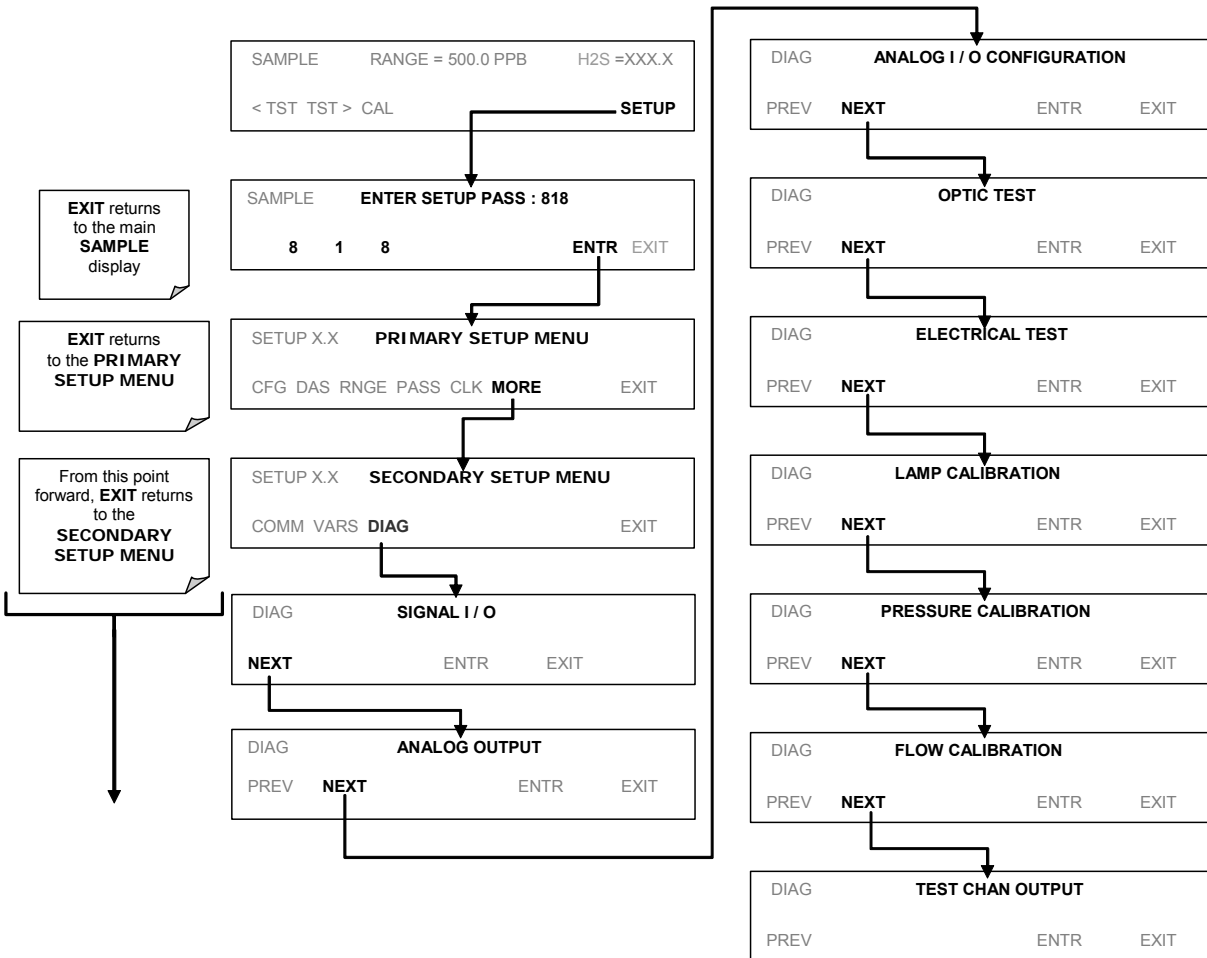 SAMPLE RANGE = 500.0 PPB H2S =XXX.X
< TST TST > CAL SETUP
SAMPLE ENTER SETUP PASS : 818
8 1 8 ENTR EXIT
EXIT returns
to the main
SAMPLE
display
SETUP X.X PRIMARY SETUP MENU
CFG DAS RNGE PASS CLK MORE EXIT
EXIT returns
to the PRIMARY
SETUP MENU
SETUP X.X SECONDARY SETUP MENU
COMM VARS DIAG EXIT
From this point
forward, EXIT returns
to the
SECONDARY
SETUP MENU
DIAG SIGNAL I / O
NEXT ENTR EXIT
DIAG ANALOG OUTPUT
PREV NEXT ENTR EXIT
DIAG ANALOG I / O CONFIGURATION
PREV NEXT ENTR EXIT
DIAG OPTIC TEST
PREV NEXT ENTR EXIT
DIAG ELECTRICAL TEST
PREV NEXT ENTR EXIT
DIAG LAMP CALIBRATION
PREV NEXT ENTR EXIT
DIAG PRESSURE CALIBRATION
PREV NEXT ENTR EXIT
DIAG FLOW CALIBRATION
PREV NEXT ENTR EXIT
DIAG TEST CHAN OUTPUT
PREV ENTR EXIT